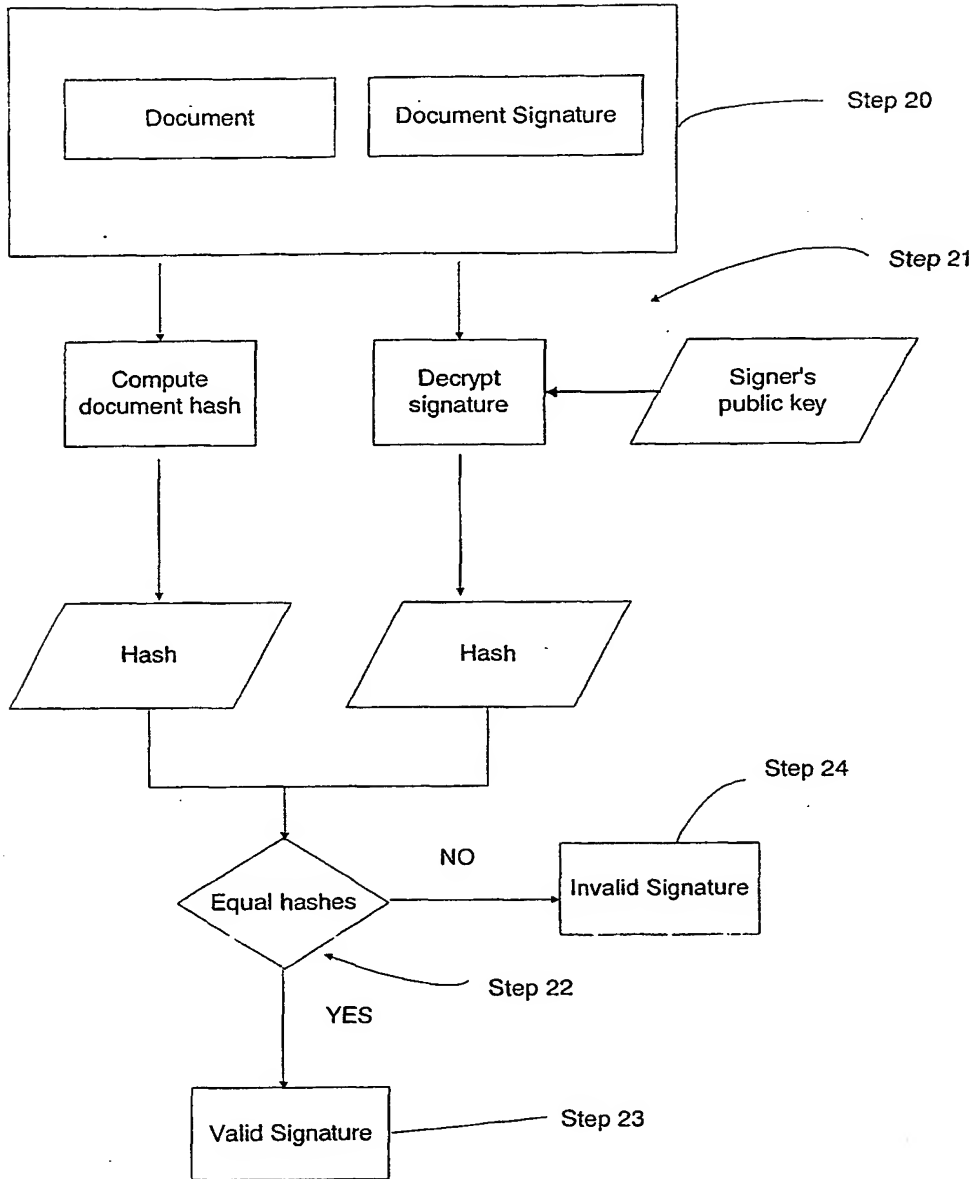 Document
Document Signature
Step 20
Step 21
Compute
document hash
Decrypt
signature
Signer's
public key
Hash
Hash
Step 24
NO
Equal hashes
Invalid Signature
Step 22
YES
Valid Signature
Step 23